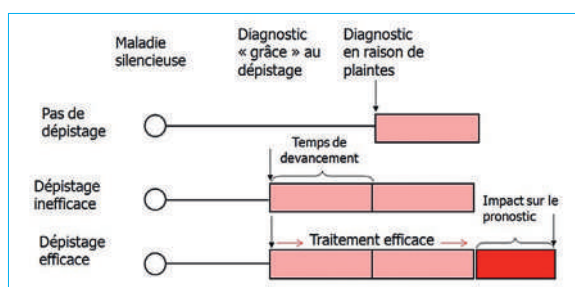 Maladie
silencieuse
Diagnostic
« grâce » au
dépistage
Diagnostic
en raison de
plaintes
Pas de
dépistage
Temps de
devancement
Dépistage
inefficace
Impact sur le
pronostic
Dépistage
efficace
Traitement efficace